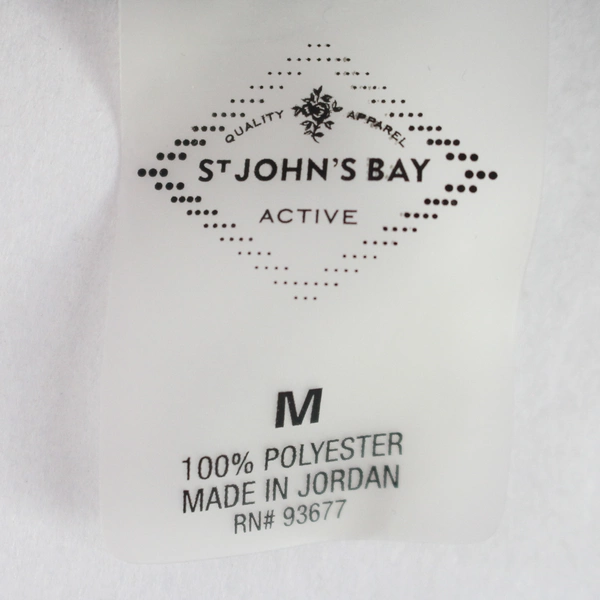 QUALITY APPAREL
ST JOHN'S BAY
ACTIVE
M
100% POLYESTER
MADE IN JORDAN
RN# 93677